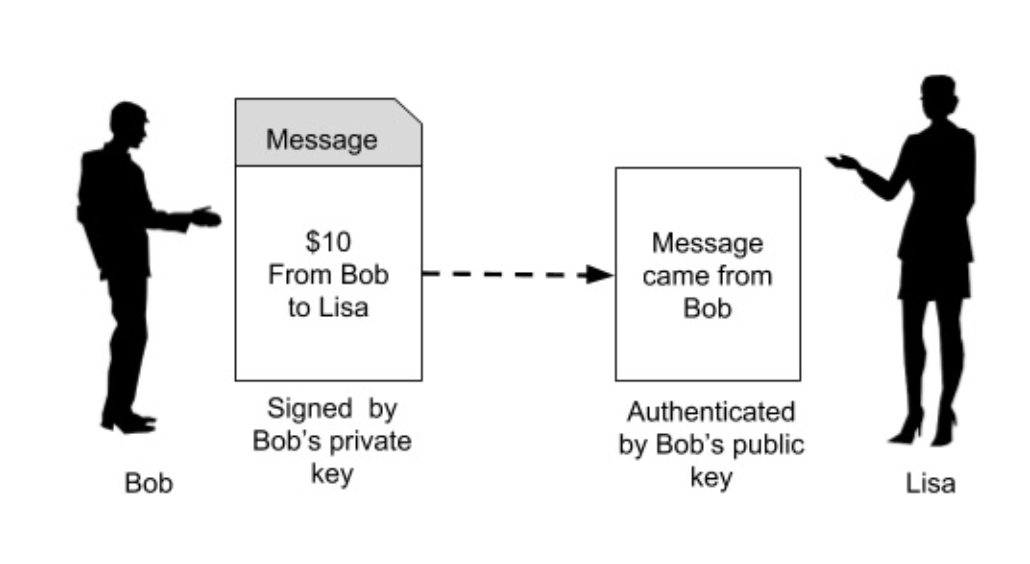 Message
$10
From Bob
to Lisa
Signed by
Bob's private
key
Bob
Message
came from
Bob
Authenticated
by Bob's public
key
Lisa